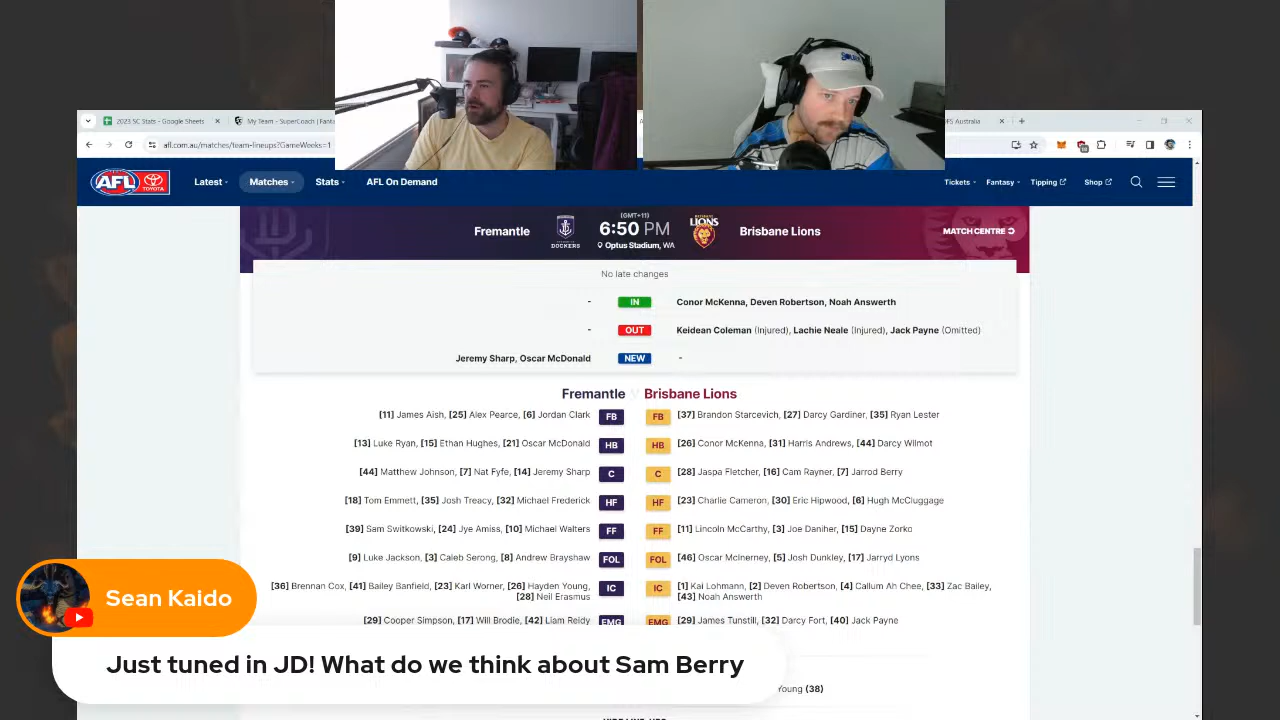 2023 SC Stats - Google Sheets
My Team - SuperCoach | Fanta
DFS Australia
afl.com.au/matches/team-lineups?GameWeeks=1
AFL
TOYOTA
Latest
Matches
Stats
AFL On Demand
Tickets
Fantasy
Tipping
Shop
Fremantle
DOCKERS
(GMT+11)
6:50 PM
Optus Stadium, WA
BRISBANE
LIONS
Brisbane Lions
MATCH CENTRE
No late changes
- IN Conor McKenna, Deven Robertson, Noah Answerth
- OUT Keidean Coleman (Injured), Lachie Neale (Injured), Jack Payne (Omitted)
Jeremy Sharp, Oscar McDonald NEW -
Fremantle V Brisbane Lions
[11] James Aish, [25] Alex Pearce, [6] Jordan Clark FB FB [37] Brandon Starcevich, [27] Darcy Gardiner, [35] Ryan Lester
[13] Luke Ryan, [15] Ethan Hughes, [21] Oscar McDonald HB HB [26] Conor McKenna, [31] Harris Andrews, [44] Darcy Wilmot
[44] Matthew Johnson, [7] Nat Fyfe, [14] Jeremy Sharp C C [28] Jaspa Fletcher, [16] Cam Rayner, [7] Jarrod Berry
[18] Tom Emmett, [35] Josh Treacy, [32] Michael Frederick HF HF [23] Charlie Cameron, [30] Eric Hipwood, [6] Hugh McCluggage
[39] Sam Switkowski, [24] Jye Amiss, [10] Michael Walters FF FF [11] Lincoln McCarthy, [3] Joe Daniher, [15] Dayne Zorko
[9] Luke Jackson, [3] Caleb Serong, [8] Andrew Brayshaw FOL FOL [46] Oscar McInerney, [5] Josh Dunkley, [17] Jarryd Lyons
[36] Brennan Cox, [41] Bailey Banfield, [23] Karl Worner, [26] Hayden Young, IC IC [1] Kai Lohmann, [2] Deven Robertson, [4] Callum Ah Chee, [33] Zac Bailey,
[28] Neil Erasmus [43] Noah Answerth
[29] Cooper Simpson, [17] Will Brodie, [42] Liam Reidy EMG EMG [29] James Tunstill, [32] Darcy Fort, [40] Jack Payne
Sean Kaido
Just tuned in JD! What do we think about Sam Berry
Young (38)